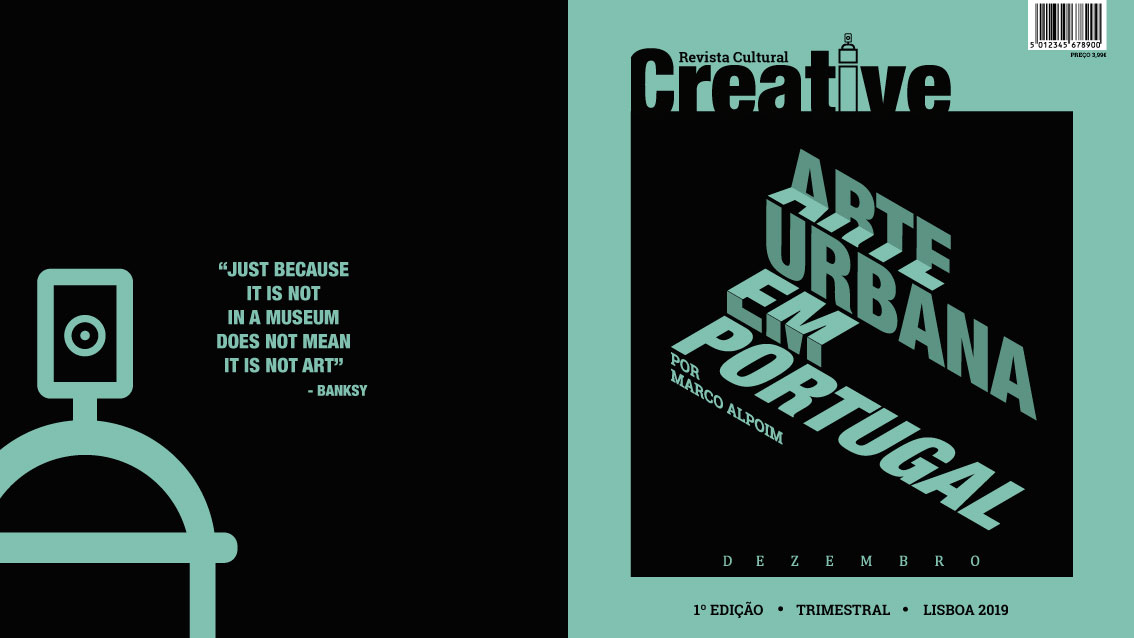 “JUST BECAUSE
IT IS NOT
IN A MUSEUM
DOES NOT MEAN
IT IS NOT ART”
- BANKSY
5 012345 678900
PREÇO 3,99€
Revista Cultural
Creative
ARTE
URBANA
EM
PORTUGAL
POR
MARCO ALPOIM
DEZEMBRO
1º EDIÇÃO • TRIMESTRAL • LISBOA 2019